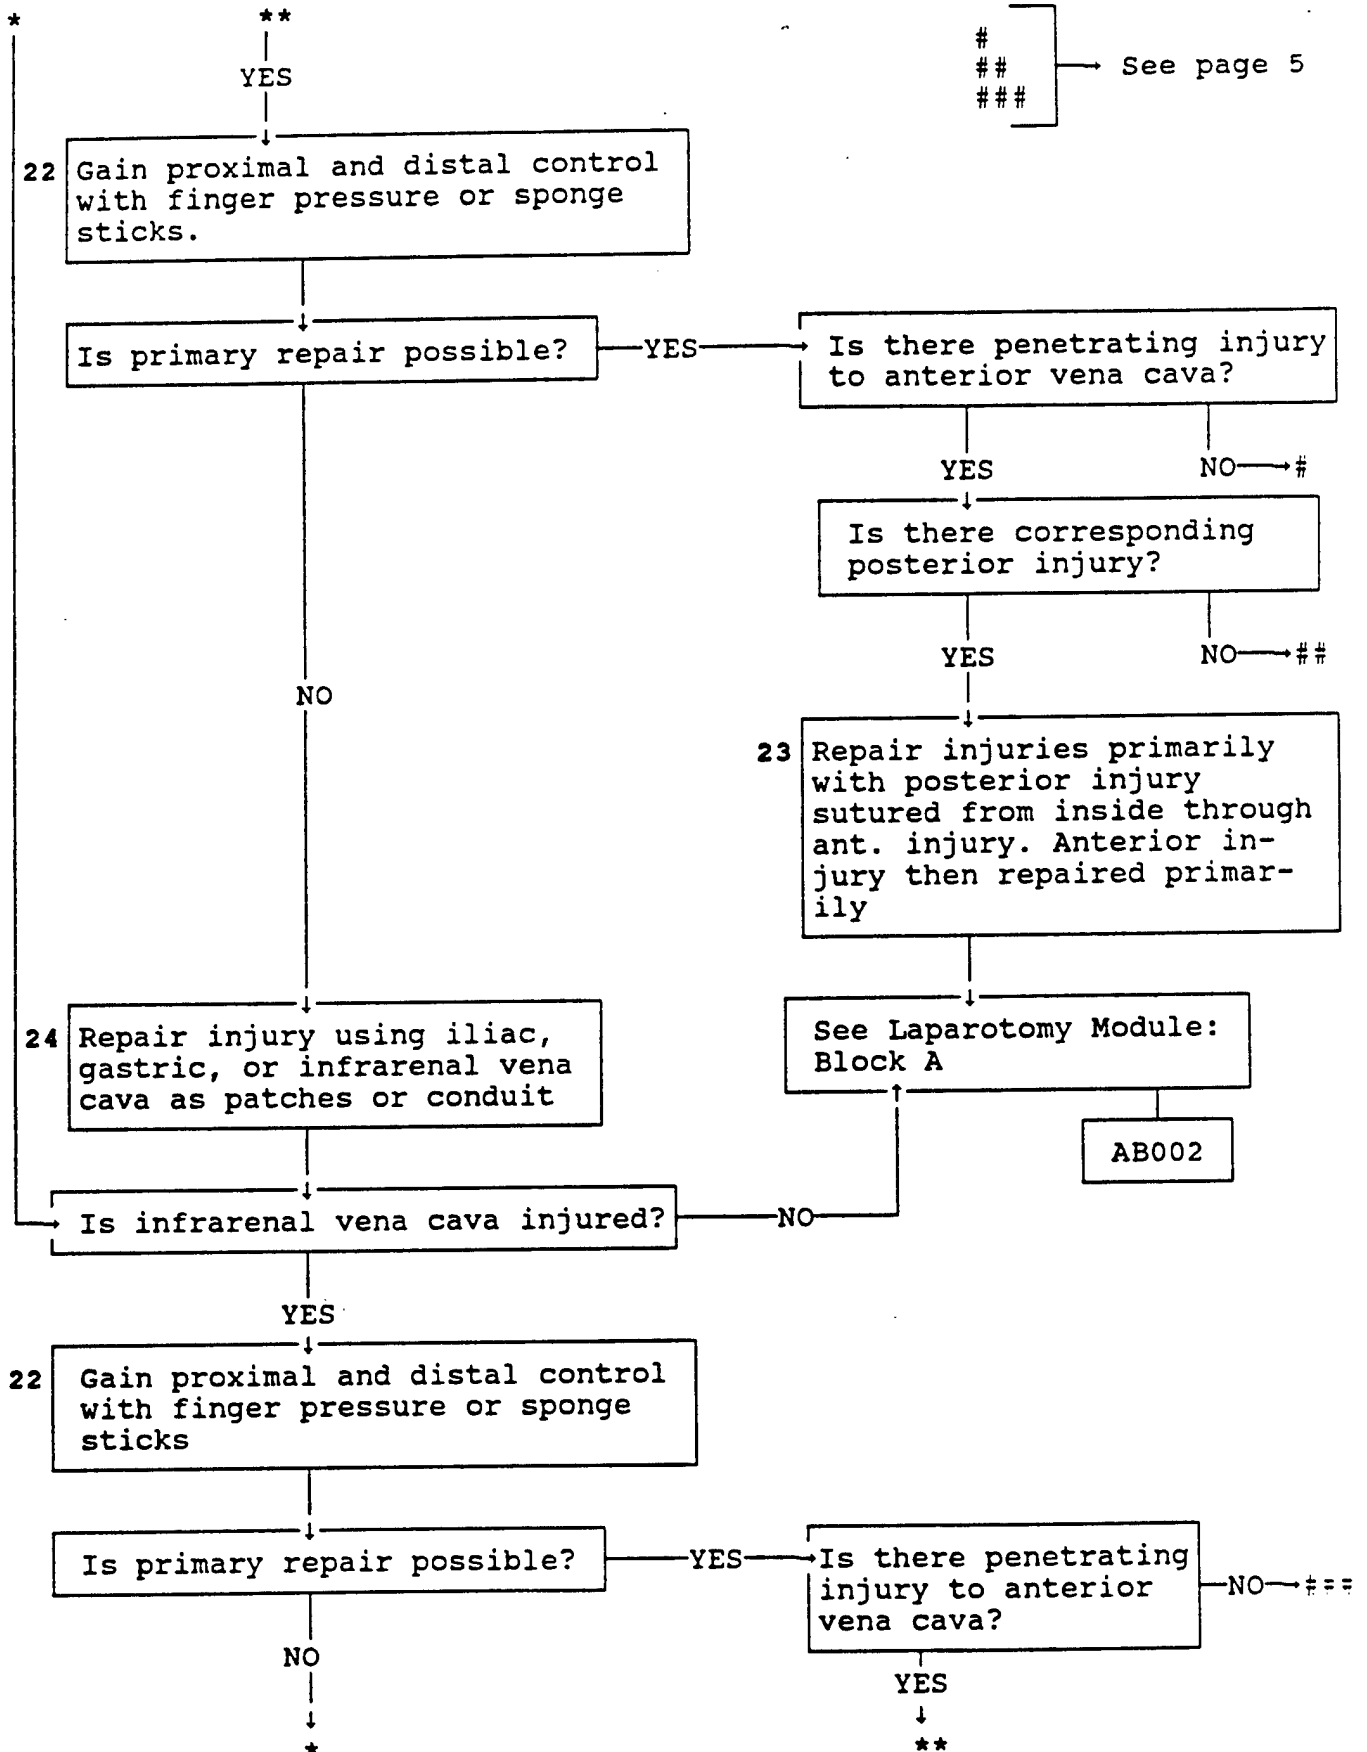 *
**
#
##
###
See page 5
YES
22
Gain proximal and distal control
with finger pressure or sponge
sticks.
Is primary repair possible?
YES
Is there penetrating injury
to anterior vena cava?
YES
NO
#
Is there corresponding
posterior injury?
YES
NO
##
NO
23
Repair injuries primarily
with posterior injury
sutured from inside through
ant. injury. Anterior in-
jury then repaired primar-
ily
24
Repair injury using iliac,
gastric, or infrarenal vena
cava as patches or conduit
See Laparotomy Module:
Block A
AB002
Is infrarenal vena cava injured?
NO
YES
22
Gain proximal and distal control
with finger pressure or sponge
sticks
Is primary repair possible?
YES
Is there penetrating
injury to anterior
vena cava?
NO
###
NO
*
YES
**